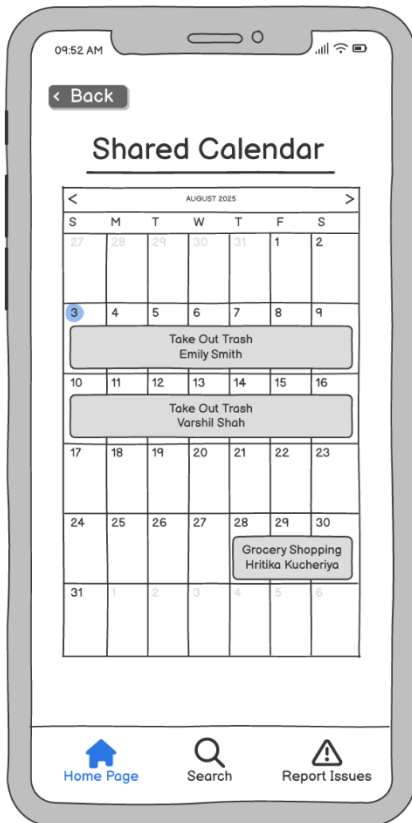 09:52 AM
< Back
Shared Calendar
< AUGUST 2025 >
S M T W T F S
27 28 29 30 31 1 2
3 4 5 6 7 8 9
Take Out Trash
Emily Smith
10 11 12 13 14 15 16
Take Out Trash
Varshil Shah
17 18 19 20 21 22 23
24 25 26 27 28 29 30
Grocery Shopping
Hritika Kucheriya
31 1 2 3 4 5 6
Home Page Search Report Issues